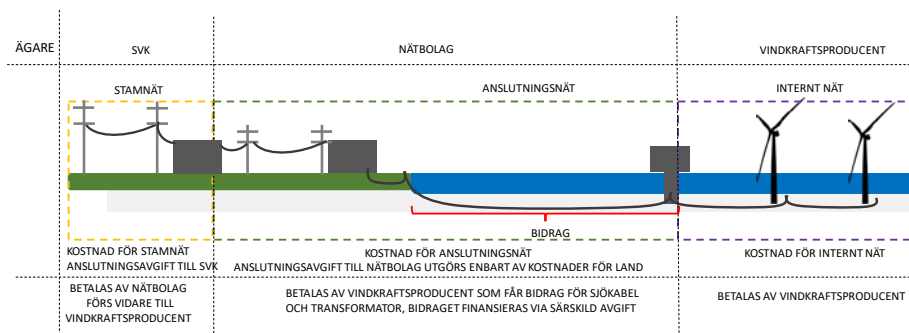 ÄGARE
SVK
NÄTBOLAG
VINDKRAFTSPRODUCENT
STAMNÄT
ANSLUTNINGSNÄT
INTERNT NÄT
BIDRAG
KOSTNAD FÖR STAMNÄT
ANSLUTNINGSAVGIFT TILL SVK
KOSTNAD FÖR ANSLUTNINGSNÄT
ANSLUTNINGSAVGIFT TILL NÄTBOLAG UTGÖRS ENBART AV KOSTNADER FÖR LAND
KOSTNAD FÖR INTERNT NÄT
BETALAS AV NÄTBOLAG
FÖRS VIDARE TILL
VINDKRAFTSPRODUCENT
BETALAS AV VINDKRAFTSPRODUCENT SOM FÅR BIDRAG FÖR SJÖKABEL
OCH TRANSFORMATOR, BIDRAGET FINANSIERAS VIA SÄRSKILD AVGIFT
BETALAS AV VINDKRAFTSPRODUCENT